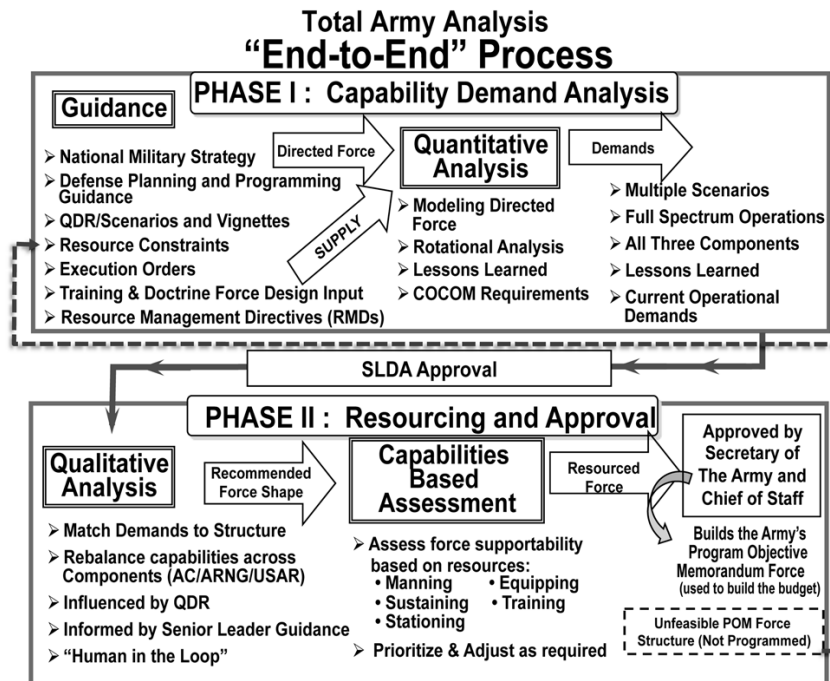 Total Army Analysis
“End-to-End” Process
PHASE I : Capability Demand Analysis
Guidance
➢ National Military Strategy
➢ Defense Planning and Programming
Guidance
➢ QDR/Scenarios and Vignettes
➢ Resource Constraints
➢ Execution Orders
➢ Training & Doctrine Force Design Input
➢ Resource Management Directives (RMDs)
Directed Force
SUPPLY
Quantitative
Analysis
➢ Modeling Directed
Force
➢ Rotational Analysis
➢ Lessons Learned
➢ COCOM Requirements
Demands
➢ Multiple Scenarios
➢ Full Spectrum Operations
➢ All Three Components
➢ Lessons Learned
➢ Current Operational
Demands
SLDA Approval
PHASE II : Resourcing and Approval
Qualitative
Analysis
➢ Match Demands to Structure
➢ Rebalance capabilities across
Components (AC/ARNG/USAR)
➢ Influenced by QDR
➢ Informed by Senior Leader Guidance
➢ “Human in the Loop”
Recommended
Force Shape
Capabilities
Based
Assessment
➢ Assess force supportability
based on resources:
• Manning • Equipping
• Sustaining • Training
• Stationing
➢ Prioritize & Adjust as required
Resourced
Force
Approved by
Secretary of
The Army and
Chief of Staff
Builds the Army’s
Program Objective
Memorandum Force
(used to build the budget)
Unfeasible POM Force
Structure (Not Programmed)